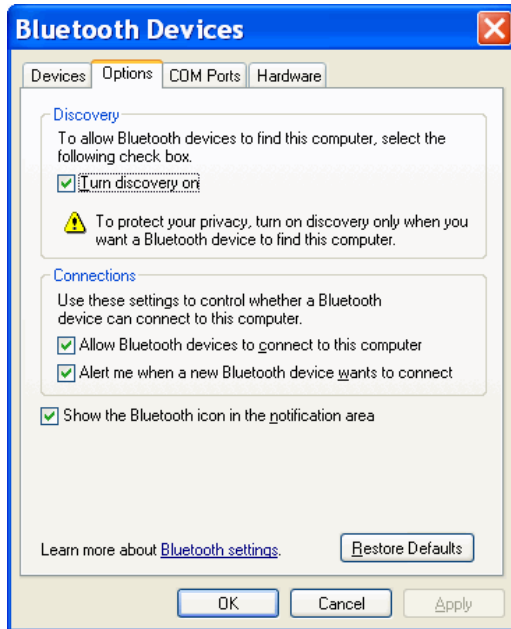 Bluetooth Devices
Devices Options COM Ports Hardware
Discovery
To allow Bluetooth devices to find this computer, select the
following check box.
Turn discovery on
To protect your privacy, turn on discovery only when you
want a Bluetooth device to find this computer.
Connections
Use these settings to control whether a Bluetooth
device can connect to this computer.
Allow Bluetooth devices to connect to this computer
Alert me when a new Bluetooth device wants to connect
Show the Bluetooth icon in the notification area
Learn more about Bluetooth settings. Restore Defaults
OK Cancel Apply